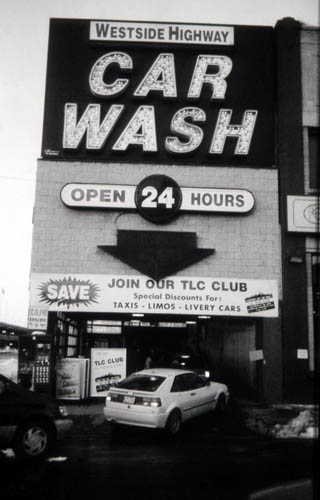 WESTSIDE HIGHWAY
CAR
WASH
OPEN 24 HOURS
SAVE
JOIN OUR TLC CLUB
Special Discounts For:
TAXIS - LIMOS - LIVERY CARS
TLC CLUB